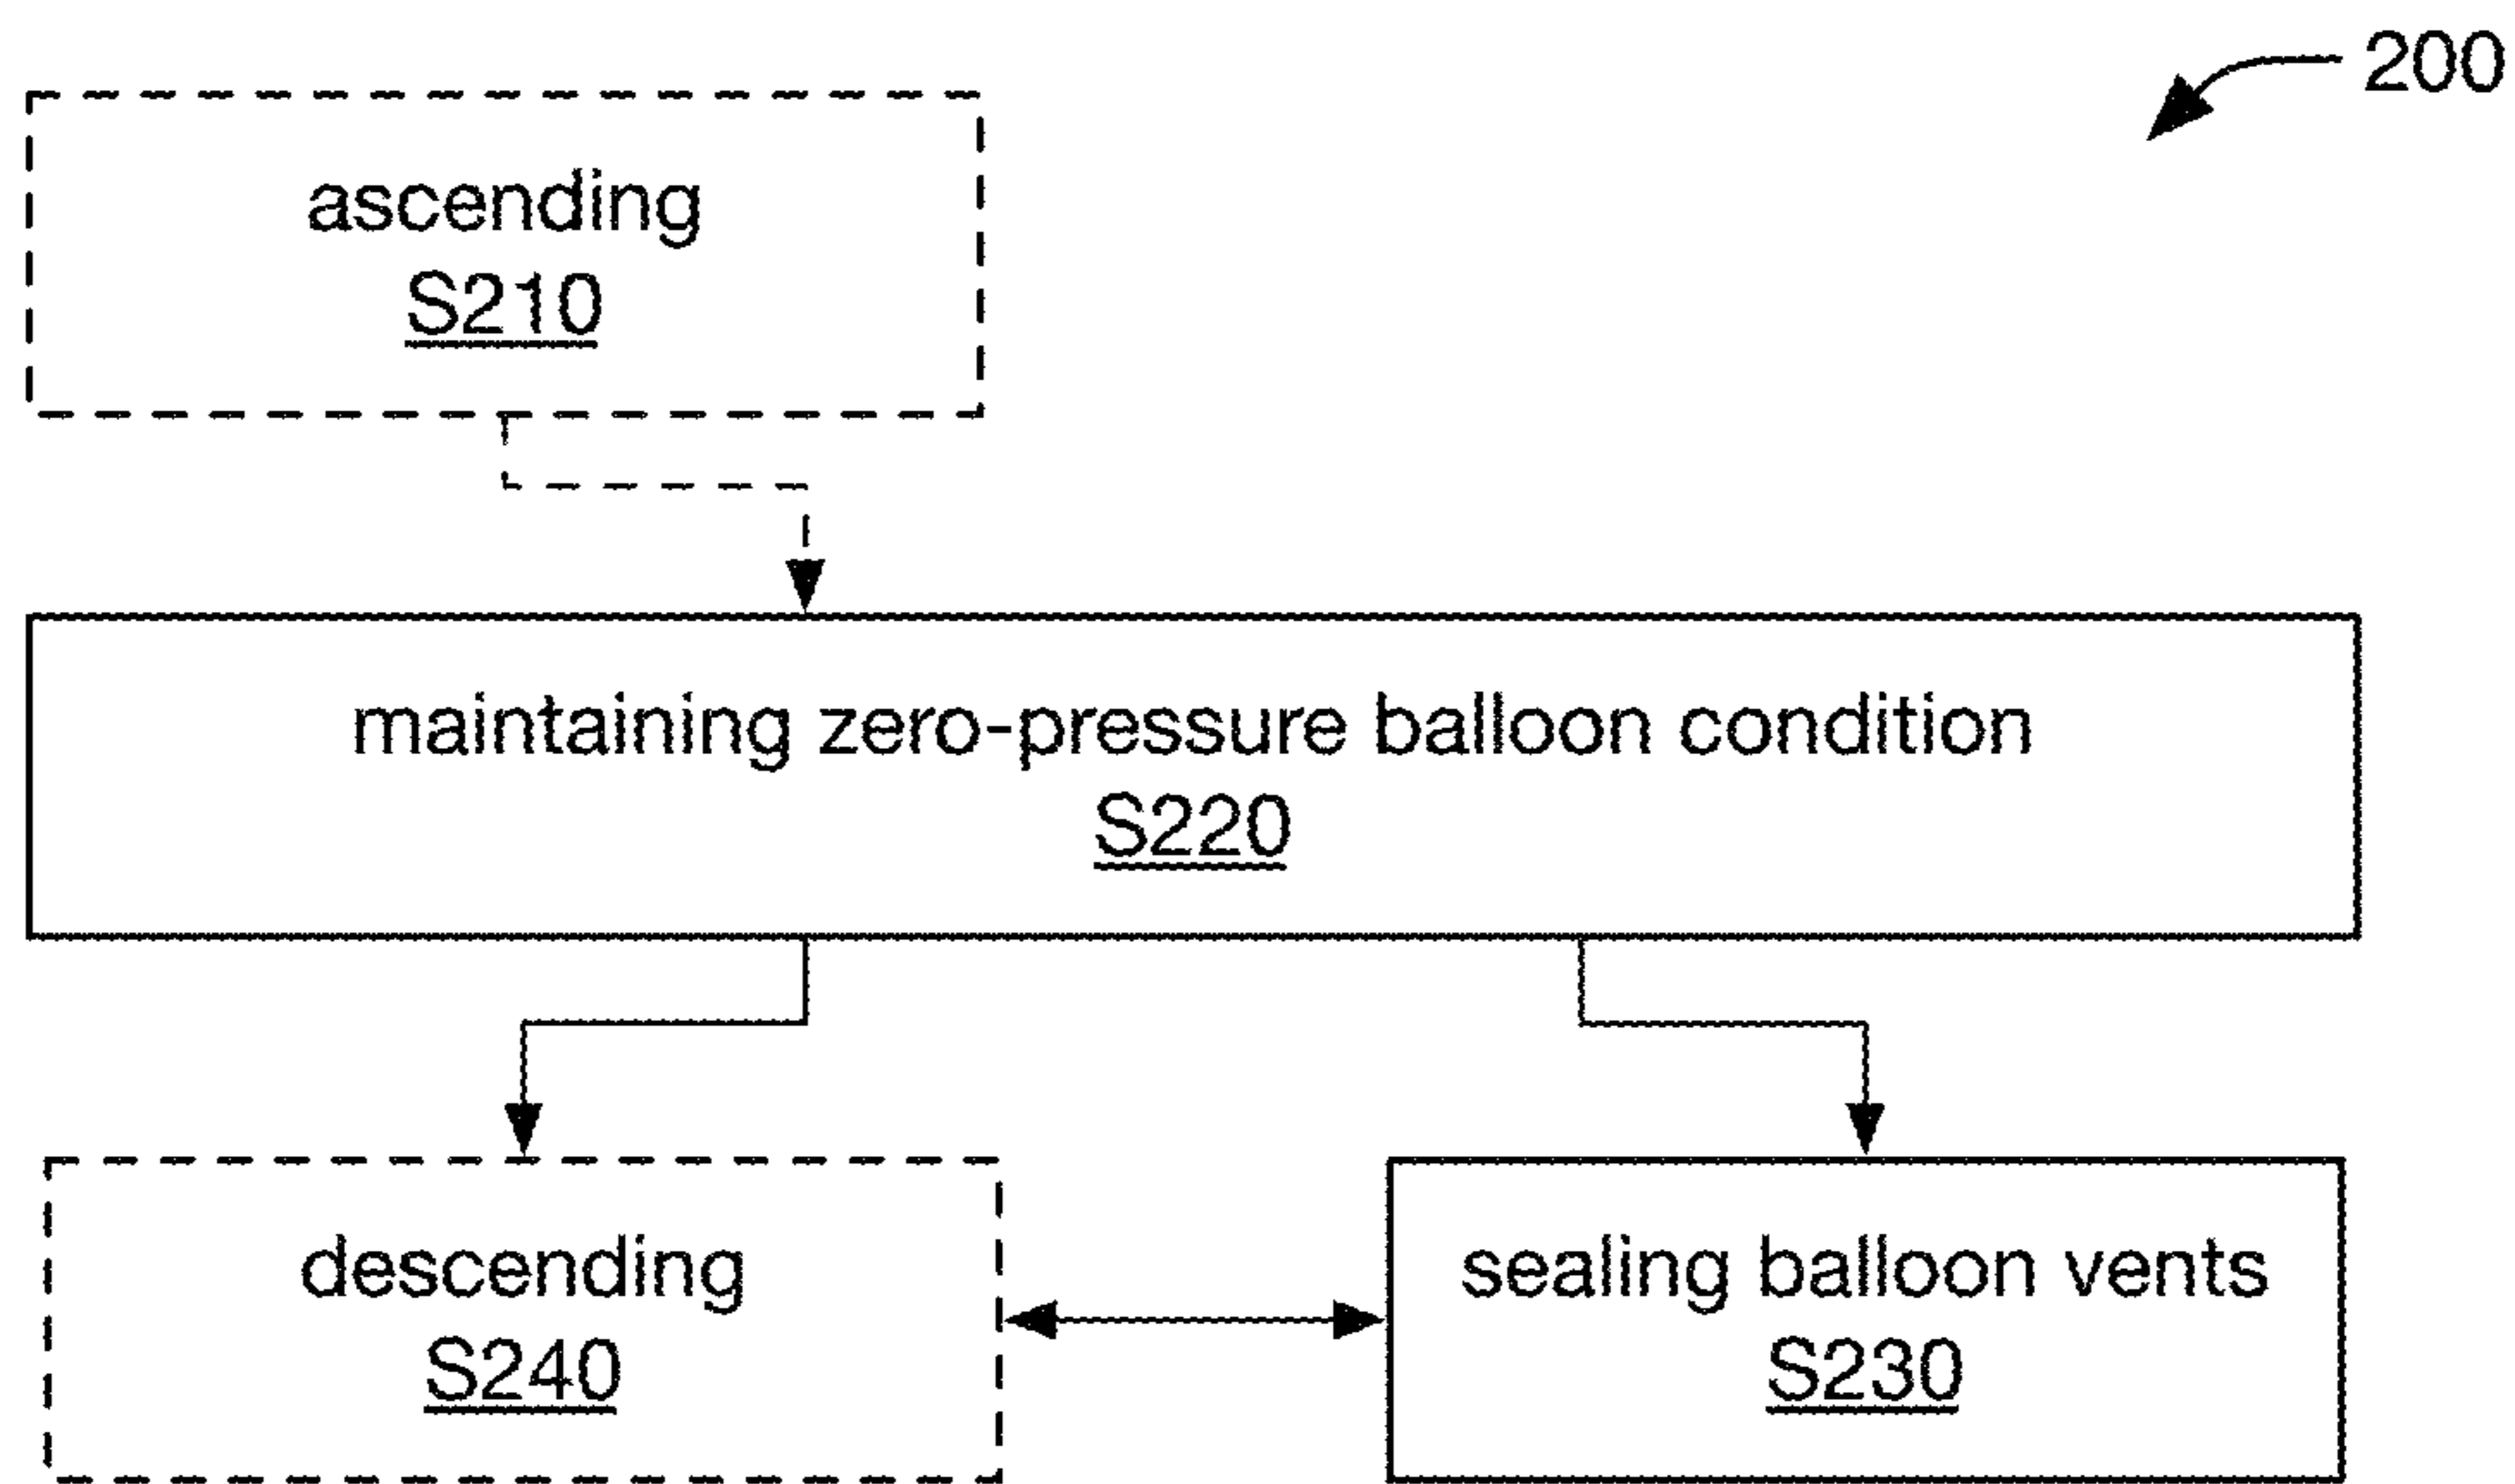 200
ascending
S210
maintaining zero-pressure balloon condition
S220
descending
S240
sealing balloon vents
S230